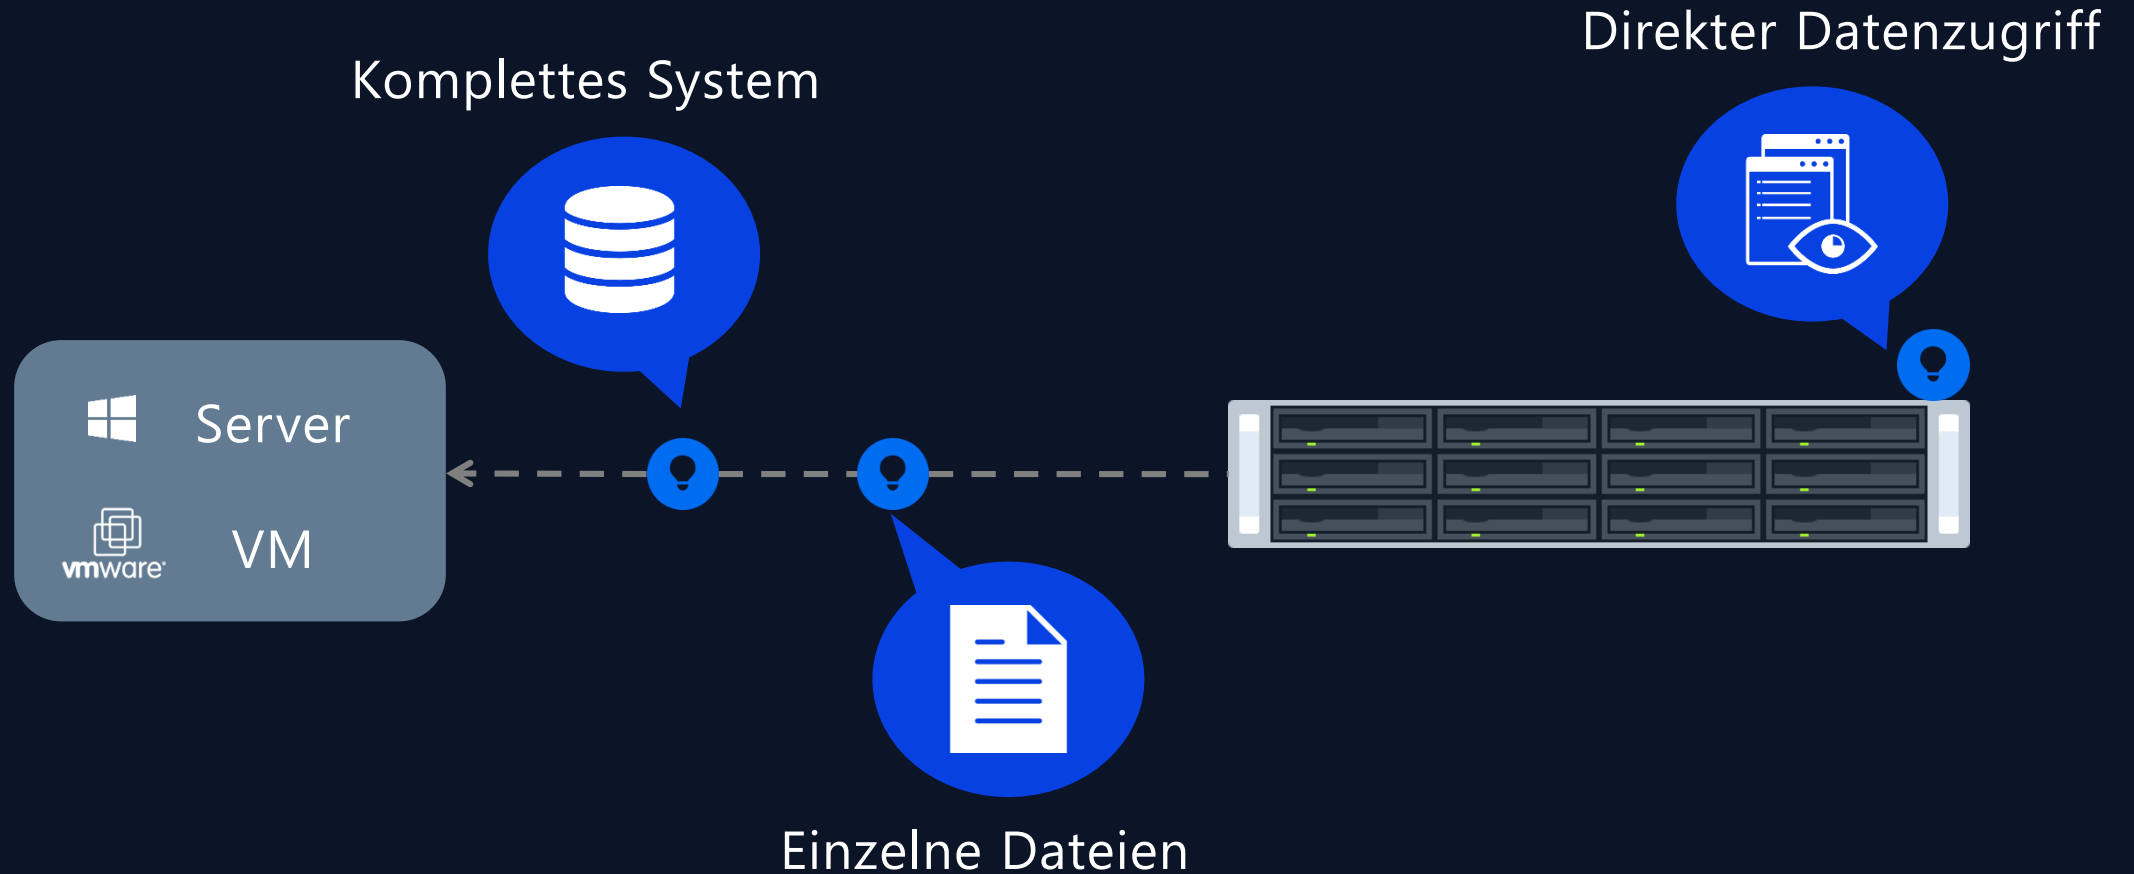 Direkter Datenzugriff
Komplettes System
Server
vmware®
VM
Einzelne Dateien